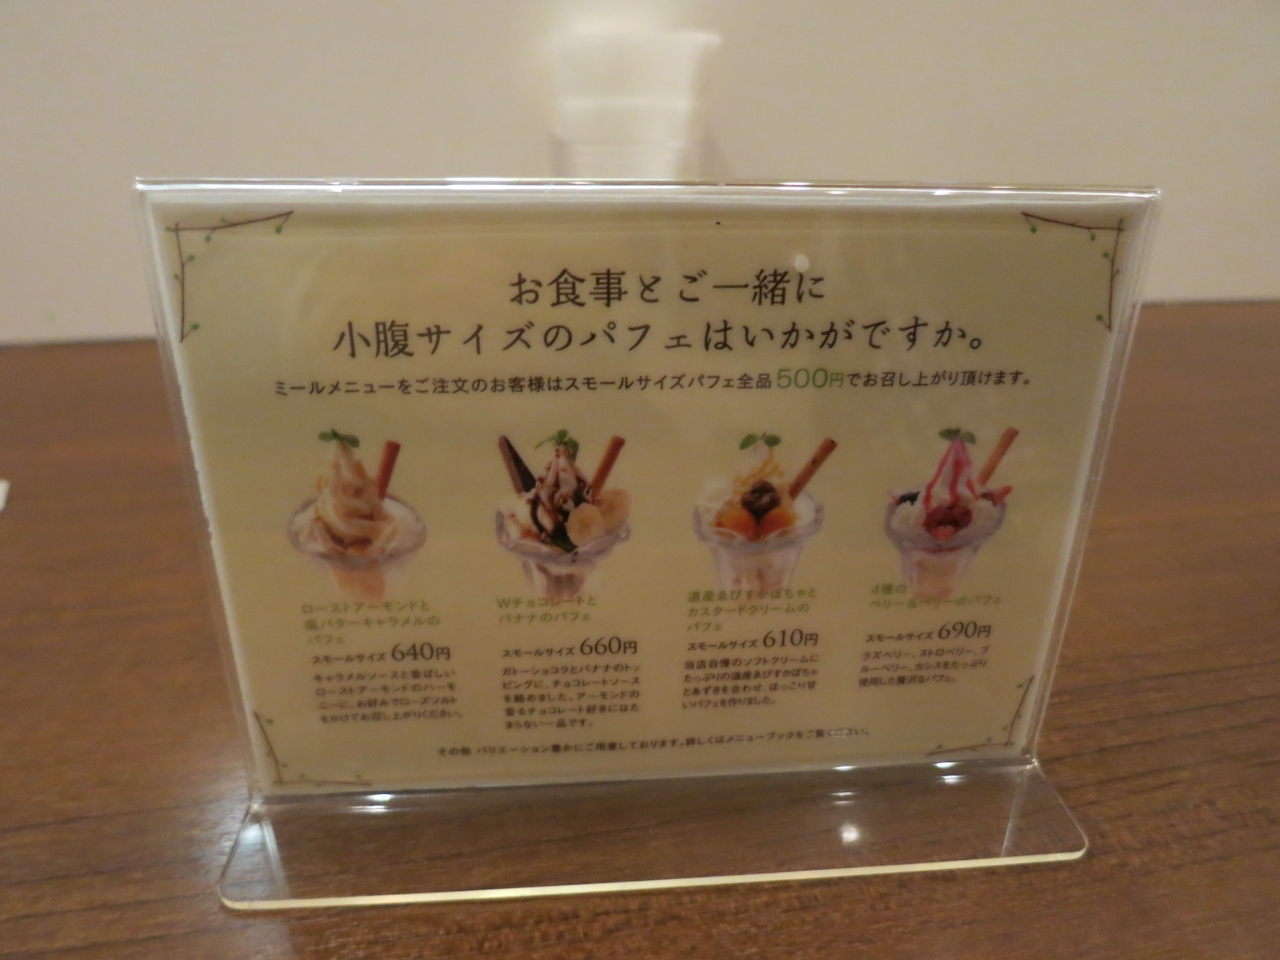 お食事とご一緒に
小腹サイズのパフェはいかがですか。
ミールメニューをご注文のお客様はスモールサイズパフェ全品500円でお召し上がり頂けます。
ローストアーモンドと
塩バターキャラメルの
パフェ
スモールサイズ 640円
キャラメルソースと香ばしい
ローストアーモンドのハーモ
ニーに、お好みでローズソルト
をかけてお召し上がりください。
Wチョコレートと
バナナのパフェ
スモールサイズ 660円
ガトーショコラとバナナのトッ
ピングに、チョコレートソース
を絡めました。アーモンドの
香るチョコレート好きにはた
まらない一品です。
道産ゑびすかぼちゃと
カスタードクリームの
パフェ
スモールサイズ 610円
当店自慢のソフトクリームに
たっぷりの道産ゑびすかぼちゃ
とあずきを合わせ、ほっこり甘
いパフェを作りました。
4種の
ベリー&ベリーのパフェ
スモールサイズ 690円
ラズベリー、ストロベリー、ブ
ルーベリー、カシスをたっぷり
使用した贅沢なパフェ。
その他 バリエーション豊かにご用意しております。詳しくはメニューブックをご覧ください。